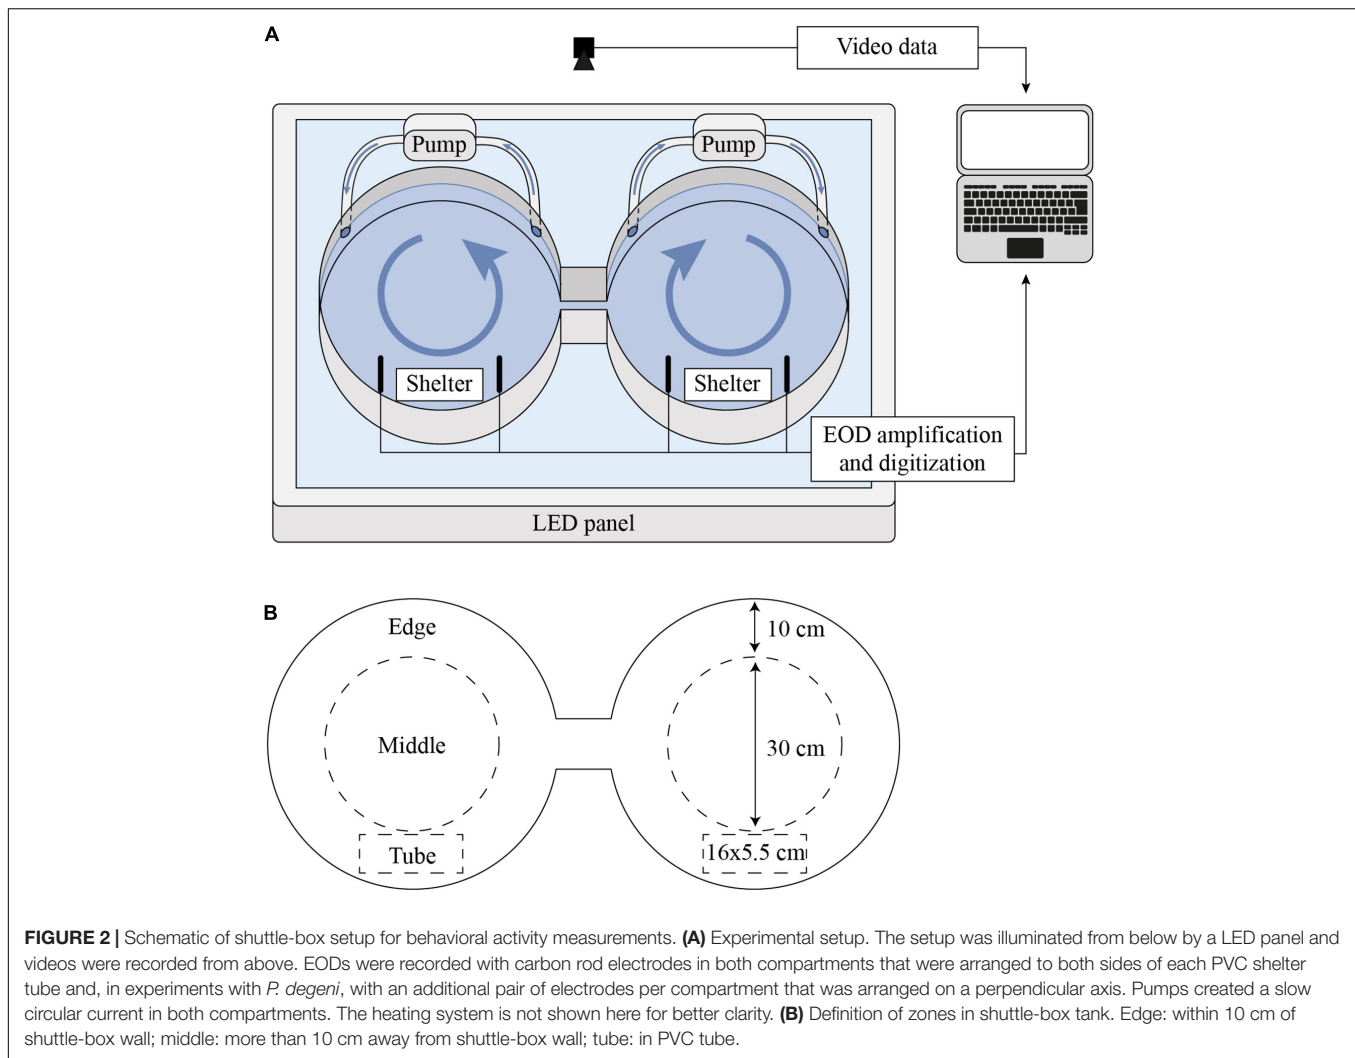 A
Video data
Pump
Pump
Shelter
Shelter
EOD amplification
and digitization
LED panel
B
Edge
10 cm
Middle
30 cm
Tube
16x5.5 cm
FIGURE 2 | Schematic of shuttle-box setup for behavioral activity measurements. (A) Experimental setup. The setup was illuminated from below by a LED panel and
videos were recorded from above. EODs were recorded with carbon rod electrodes in both compartments that were arranged to both sides of each PVC shelter
tube and, in experiments with P. degeni, with an additional pair of electrodes per compartment that was arranged on a perpendicular axis. Pumps created a slow
circular current in both compartments. The heating system is not shown here for better clarity. (B) Definition of zones in shuttle-box tank. Edge: within 10 cm of
shuttle-box wall; middle: more than 10 cm away from shuttle-box wall; tube: in PVC tube.